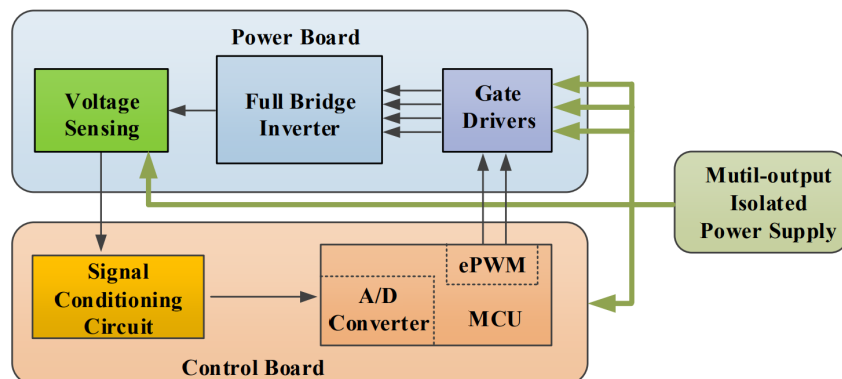 Power Board
Voltage
Sensing
Full Bridge
Inverter
Gate
Drivers
Mutil-output
Isolated
Power Supply
Signal
Conditioning
Circuit
A/D
Converter
ePWM
MCU
Control Board